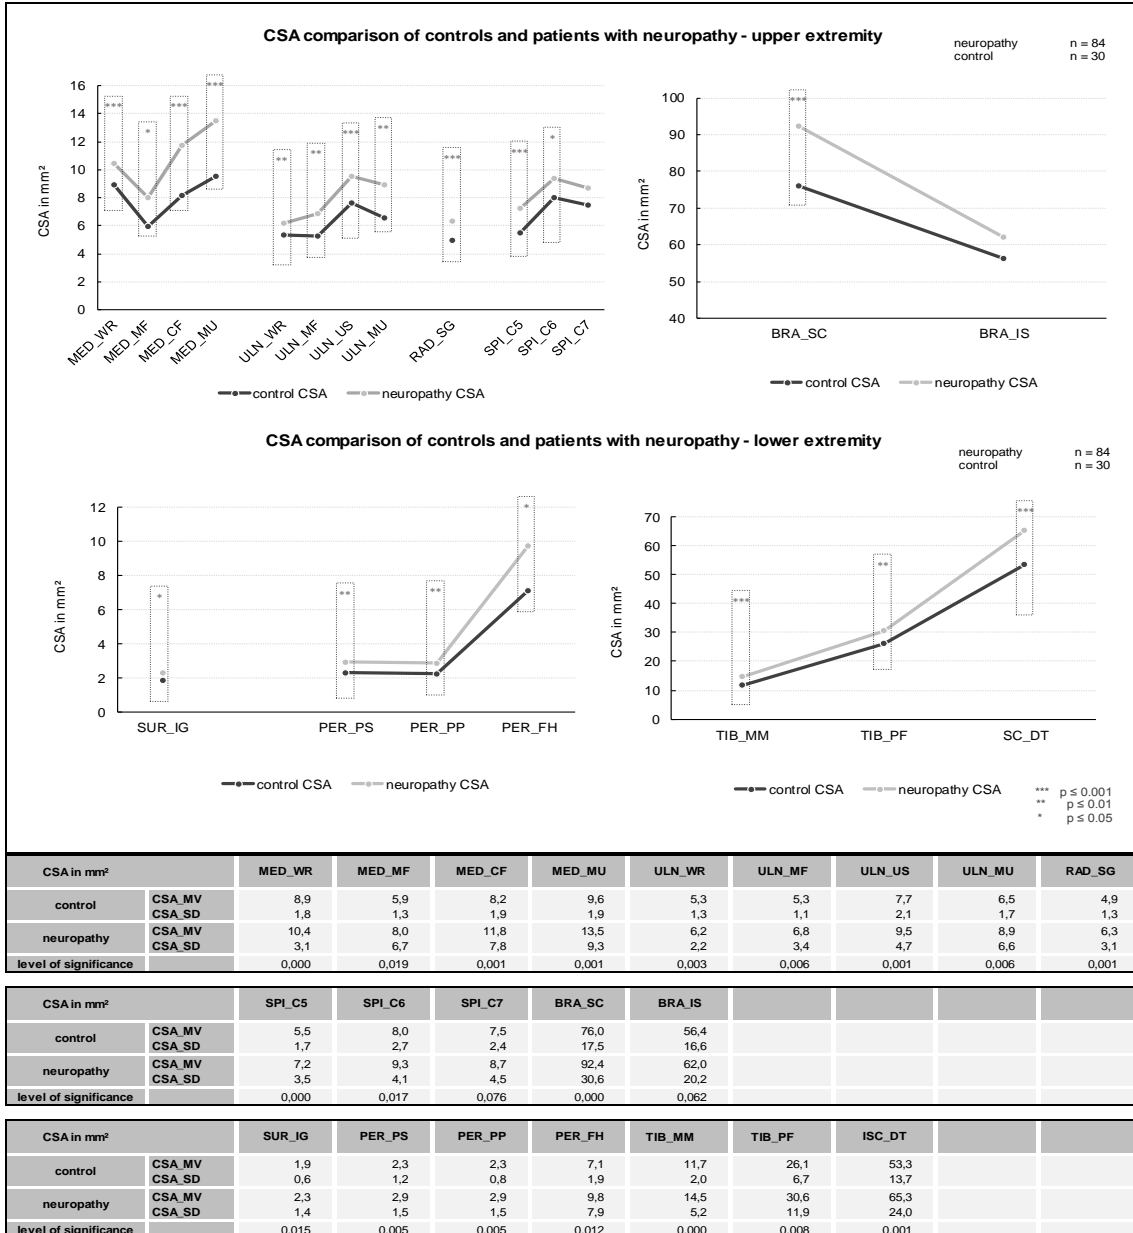 CSA comparison of controls and patients with neuropathy - upper extremity
neuropathy n = 84
control n = 30
CSA in mm²
16
14
12
10
8
6
4
2
0
*** * *** *** ** ** *** ** *** *** *
MED_WR MED_MF MED_CF MED_MU ULN_WR ULN_MF ULN_US ULN_MU RAD_SG SPI_C5 SPI_C6 SPI_C7
control CSA neuropathy CSA
CSA in mm²
100
90
80
70
60
50
40
***
BRA_SC BRA_IS
control CSA neuropathy CSA
CSA comparison of controls and patients with neuropathy - lower extremity
neuropathy n = 84
control n = 30
CSA in mm²
12
10
8
6
4
2
0
* ** ** *
SUR_IG PER_PS PER_PP PER_FH
control CSA neuropathy CSA
CSA in mm²
70
60
50
40
30
20
10
0
*** ** ***
TIB_MM TIB_PF SC_DT
control CSA neuropathy CSA
*** p ≤ 0.001
** p ≤ 0.01
* p ≤ 0.05
CSA in mm² MED_WR MED_MF MED_CF MED_MU ULN_WR ULN_MF ULN_US ULN_MU RAD_SG
control CSA_MV 8,9 5,9 8,2 9,6 5,3 5,3 7,7 6,5 4,9
CSA_SD 1,8 1,3 1,9 1,9 1,3 1,1 2,1 1,7 1,3
neuropathy CSA_MV 10,4 8,0 11,8 13,5 6,2 6,8 9,5 8,9 6,3
CSA_SD 3,1 6,7 7,8 9,3 2,2 3,4 4,7 6,6 3,1
level of significance 0,000 0,019 0,001 0,001 0,003 0,006 0,001 0,006 0,001
CSA in mm² SPI_C5 SPI_C6 SPI_C7 BRA_SC BRA_IS
control CSA_MV 5,5 8,0 7,5 76,0 56,4
CSA_SD 1,7 2,7 2,4 17,5 16,6
neuropathy CSA_MV 7,2 9,3 8,7 92,4 62,0
CSA_SD 3,5 4,1 4,5 30,6 20,2
level of significance 0,000 0,017 0,076 0,000 0,062
CSA in mm² SUR_IG PER_PS PER_PP PER_FH TIB_MM TIB_PF ISC_DT
control CSA_MV 1,9 2,3 2,3 7,1 11,7 26,1 53,3
CSA_SD 0,6 1,2 0,8 1,9 2,0 6,7 13,7
neuropathy CSA_MV 2,3 2,9 2,9 9,8 14,5 30,6 65,3
CSA_SD 1,4 1,5 1,5 7,9 5,2 11,9 24,0
level of significance 0,015 0,005 0,005 0,012 0,000 0,008 0,001